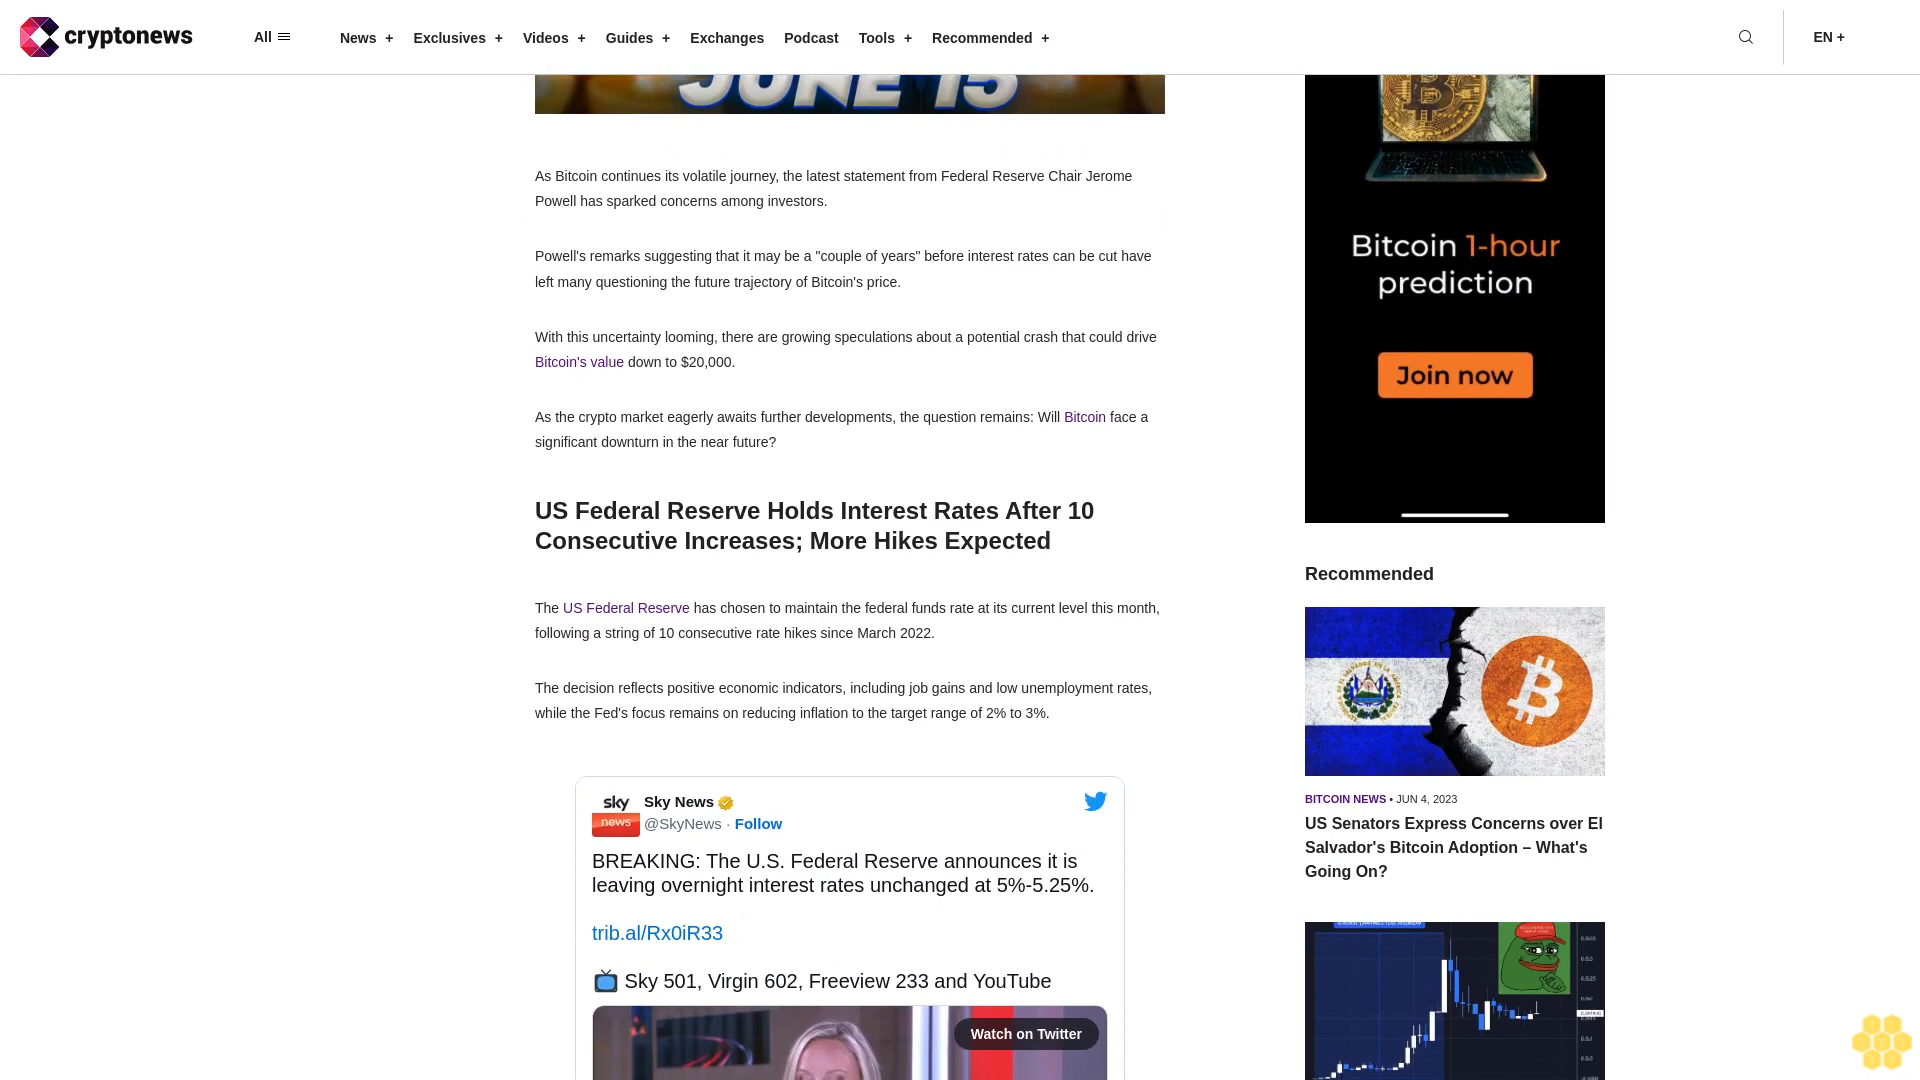 cryptonews
All
News +
Exclusives +
Videos +
Guides +
Exchanges
Podcast
Tools +
Recommended +
EN +
JUNE 15
As Bitcoin continues its volatile journey, the latest statement from Federal Reserve Chair Jerome
Powell has sparked concerns among investors.
Powell's remarks suggesting that it may be a "couple of years" before interest rates can be cut have
left many questioning the future trajectory of Bitcoin's price.
With this uncertainty looming, there are growing speculations about a potential crash that could drive
Bitcoin's value down to $20,000.
As the crypto market eagerly awaits further developments, the question remains: Will Bitcoin face a
significant downturn in the near future?
US Federal Reserve Holds Interest Rates After 10
Consecutive Increases; More Hikes Expected
The US Federal Reserve has chosen to maintain the federal funds rate at its current level this month,
following a string of 10 consecutive rate hikes since March 2022.
The decision reflects positive economic indicators, including job gains and low unemployment rates,
while the Fed's focus remains on reducing inflation to the target range of 2% to 3%.
sky
news
Sky News
@SkyNews · Follow
BREAKING: The U.S. Federal Reserve announces it is
leaving overnight interest rates unchanged at 5%-5.25%.
trib.al/Rx0iR33
📺 Sky 501, Virgin 602, Freeview 233 and YouTube
Watch on Twitter
Bitcoin 1-hour
prediction
Join now
Recommended
BITCOIN NEWS • JUN 4, 2023
US Senators Express Concerns over El
Salvador's Bitcoin Adoption – What's
Going On?